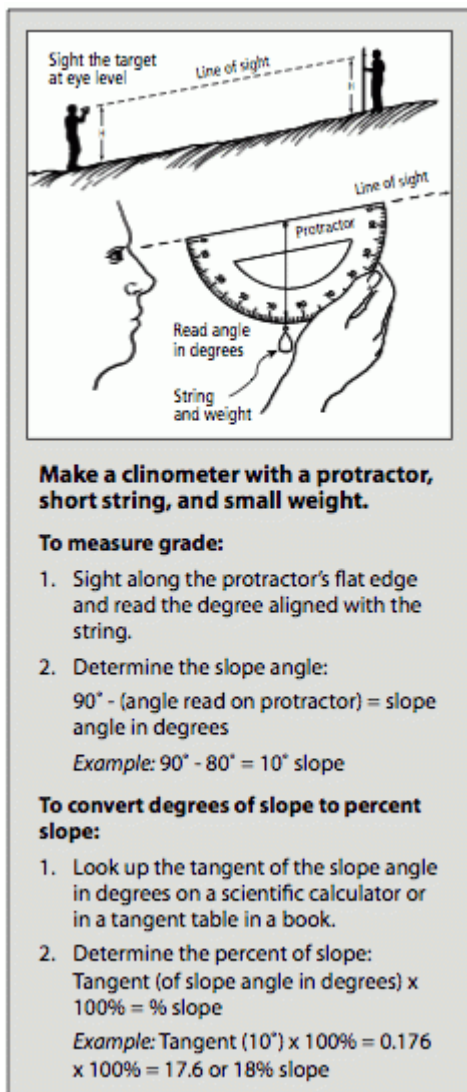 Sight the target
at eye level
Line of sight
H
H
Line of sight
Protractor
Read angle
in degrees
String
and weight
Make a clinometer with a protractor,
short string, and small weight.
To measure grade:
1. Sight along the protractor's flat edge
and read the degree aligned with the
string.
2. Determine the slope angle:
90˚ - (angle read on protractor) = slope
angle in degrees
Example: 90˚ - 80˚ = 10˚ slope
To convert degrees of slope to percent
slope:
1. Look up the tangent of the slope angle
in degrees on a scientific calculator or
in a tangent table in a book.
2. Determine the percent of slope:
Tangent (of slope angle in degrees) x
100% = % slope
Example: Tangent (10˚) x 100% = 0.176
x 100% = 17.6 or 18% slope